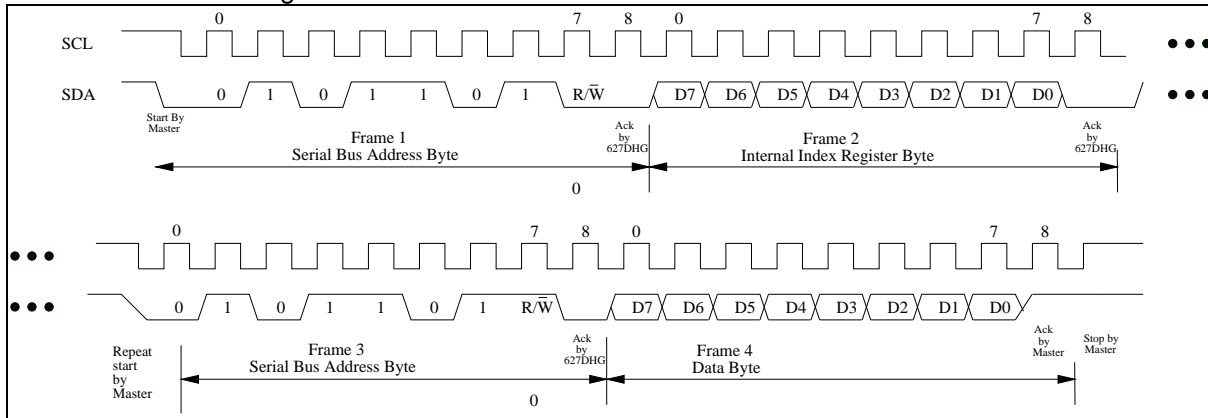 0 7 8 0 7 8
SCL
SDA 0 1 0 1 1 0 1 R/W̅ D7 D6 D5 D4 D3 D2 D1 D0
Start By
Master
Frame 1
Serial Bus Address Byte
Ack
by
627DHG
Frame 2
Internal Index Register Byte
Ack
by
627DHG
0
0 7 8 0 7 8
0 1 0 1 1 0 1 R/W̅ D7 D6 D5 D4 D3 D2 D1 D0
Repeat
start
by
Master
Frame 3
Serial Bus Address Byte
Ack
by
627DHG
Frame 4
Data Byte
Ack
by
Master
Stop by
Master
0